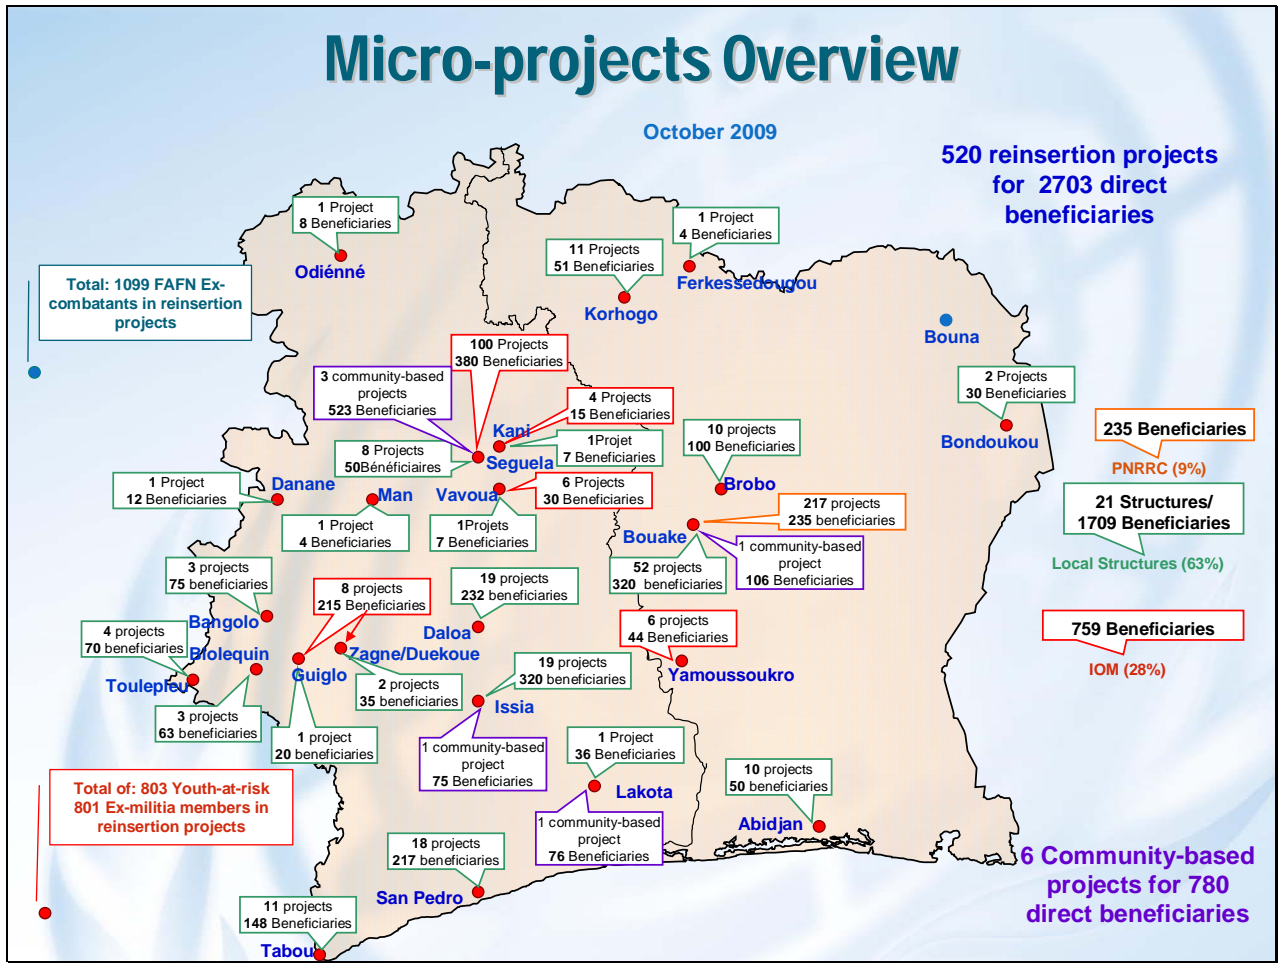 Micro-projects Overview
October 2009
520 reinsertion projects
for 2703 direct
beneficiaries
1 Project
8 Beneficiaries
Odiénné
1 Project
4 Beneficiaries
Ferkessedougou
11 Projects
51 Beneficiaries
Korhogo
Total: 1099 FAFN Ex-
combatants in reinsertion
projects
Bouna
100 Projects
380 Beneficiaries
3 community-based
projects
523 Beneficiaries
2 Projects
30 Beneficiaries
Bondoukou
4 Projects
15 Beneficiaries
Kani
1Projet
7 Beneficiaries
8 Projects
50Bénéficiaires
Seguela
10 projects
100 Beneficiaries
Brobo
235 Beneficiaries
PNRRC (9%)
1 Project
12 Beneficiaries
Danane
Man
1 Project
4 Beneficiaries
Vavoua
6 Projects
30 Beneficiaries
1Projets
7 Beneficiaries
217 projects
235 beneficiaries
Bouake
1 community-based
project
106 Beneficiaries
52 projects
320 beneficiaries
21 Structures/
1709 Beneficiaries
Local Structures (63%)
3 projects
75 beneficiaries
Bangolo
8 projects
215 Beneficiaries
19 projects
232 beneficiaries
Daloa
6 projects
44 Beneficiaries
Yamoussoukro
759 Beneficiaries
IOM (28%)
4 projects
70 beneficiaries
Blolequin
Toulepleu
Guiglo
Zagne/Duekoue
2 projects
35 beneficiaries
19 projects
320 beneficiaries
Issia
3 projects
63 beneficiaries
1 project
20 beneficiaries
1 community-based
project
75 Beneficiaries
1 Project
36 Beneficiaries
Lakota
1 community-based
project
76 Beneficiaries
10 projects
50 beneficiaries
Abidjan
Total of: 803 Youth-at-risk
801 Ex-militia members in
reinsertion projects
18 projects
217 beneficiaries
San Pedro
11 projects
148 Beneficiaries
Tabou
6 Community-based
projects for 780
direct beneficiaries